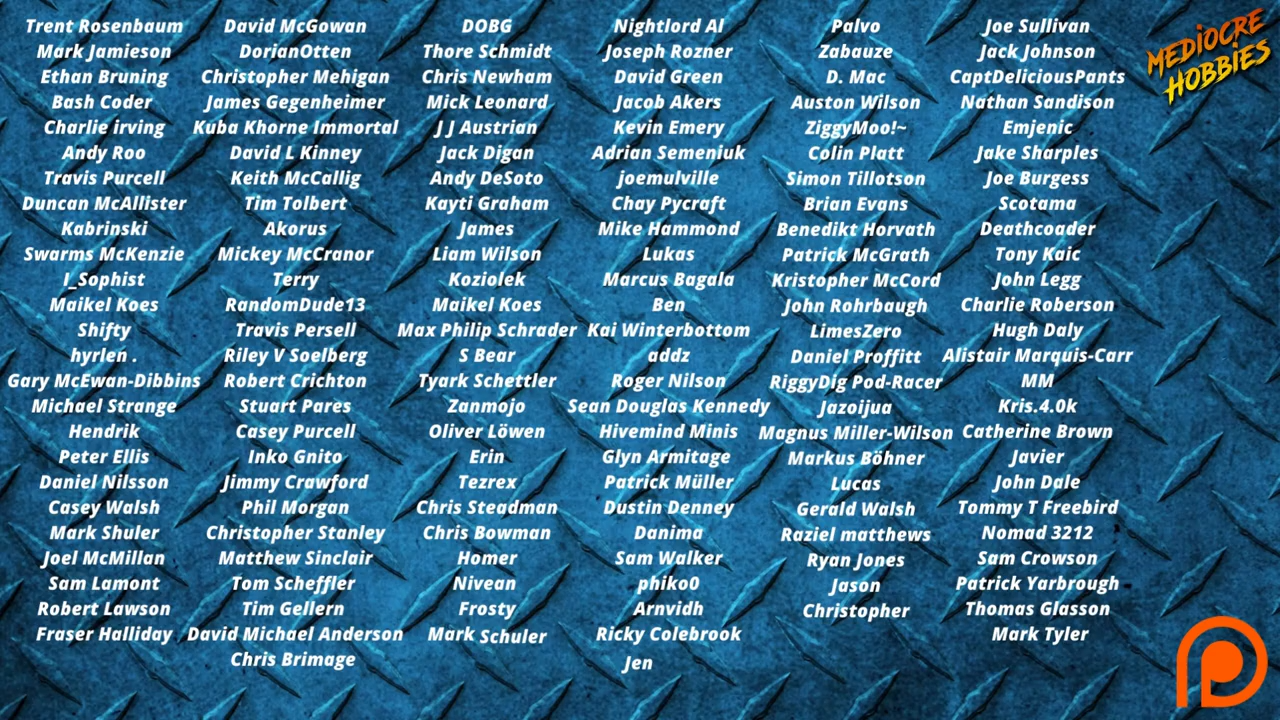 Trent Rosenbaum
Mark Jamieson
Ethan Bruning
Bash Coder
Charlie irving
Andy Roo
Travis Purcell
Duncan McAllister
Kabrinski
Swarms McKenzie
I_Sophist
Maikel Koes
Shifty
hyrlen .
Gary McEwan-Dibbins
Michael Strange
Hendrik
Peter Ellis
Daniel Nilsson
Casey Walsh
Mark Shuler
Joel McMillan
Sam Lamont
Robert Lawson
Fraser Halliday
David McGowan
DorianOtten
Christopher Mehigan
James Gegenheimer
Kuba Khorne Immortal
David L Kinney
Keith McCallig
Tim Tolbert
Akorus
Mickey McCranor
Terry
RandomDude13
Travis Persell
Riley V Soelberg
Robert Crichton
Stuart Pares
Casey Purcell
Inko Gnito
Jimmy Crawford
Phil Morgan
Christopher Stanley
Matthew Sinclair
Tom Scheffler
Tim Gellern
David Michael Anderson
Chris Brimage
DOBG
Thore Schmidt
Chris Newham
Mick Leonard
J J Austrian
Jack Digan
Andy DeSoto
Kayti Graham
James
Liam Wilson
Koziolek
Maikel Koes
Max Philip Schrader
S Bear
Tyark Schettler
Zanmojo
Oliver Löwen
Erin
Tezrex
Chris Steadman
Chris Bowman
Homer
Nivean
Frosty
Mark Schuler
Nightlord Al
Joseph Rozner
David Green
Jacob Akers
Kevin Emery
Adrian Semeniuk
joemulville
Chay Pycraft
Mike Hammond
Lukas
Marcus Bagala
Ben
Kai Winterbottom
addz
Roger Nilson
Sean Douglas Kennedy
Hivemind Minis
Glyn Armitage
Patrick Müller
Dustin Denney
Danima
Sam Walker
phiko0
Arnvidh
Ricky Colebrook
Jen
Palvo
Zabauze
D. Mac
Auston Wilson
ZiggyMoo!~
Colin Platt
Simon Tillotson
Brian Evans
Benedikt Horvath
Patrick McGrath
Kristopher McCord
John Rohrbaugh
LimesZero
Daniel Proffitt
RiggyDig Pod-Racer
Jazoijua
Magnus Miller-Wilson
Markus Böhner
Lucas
Gerald Walsh
Raziel matthews
Ryan Jones
Jason
Christopher
Joe Sullivan
Jack Johnson
CaptDeliciousPants
Nathan Sandison
Emjenic
Jake Sharples
Joe Burgess
Scotama
Deathcoader
Tony Kaic
John Legg
Charlie Roberson
Hugh Daly
Alistair Marquis-Carr
MM
Kris.4.0k
Catherine Brown
Javier
John Dale
Tommy T Freebird
Nomad 3212
Sam Crowson
Patrick Yarbrough
Thomas Glasson
Mark Tyler
MEDIOCRE
HOBBIES